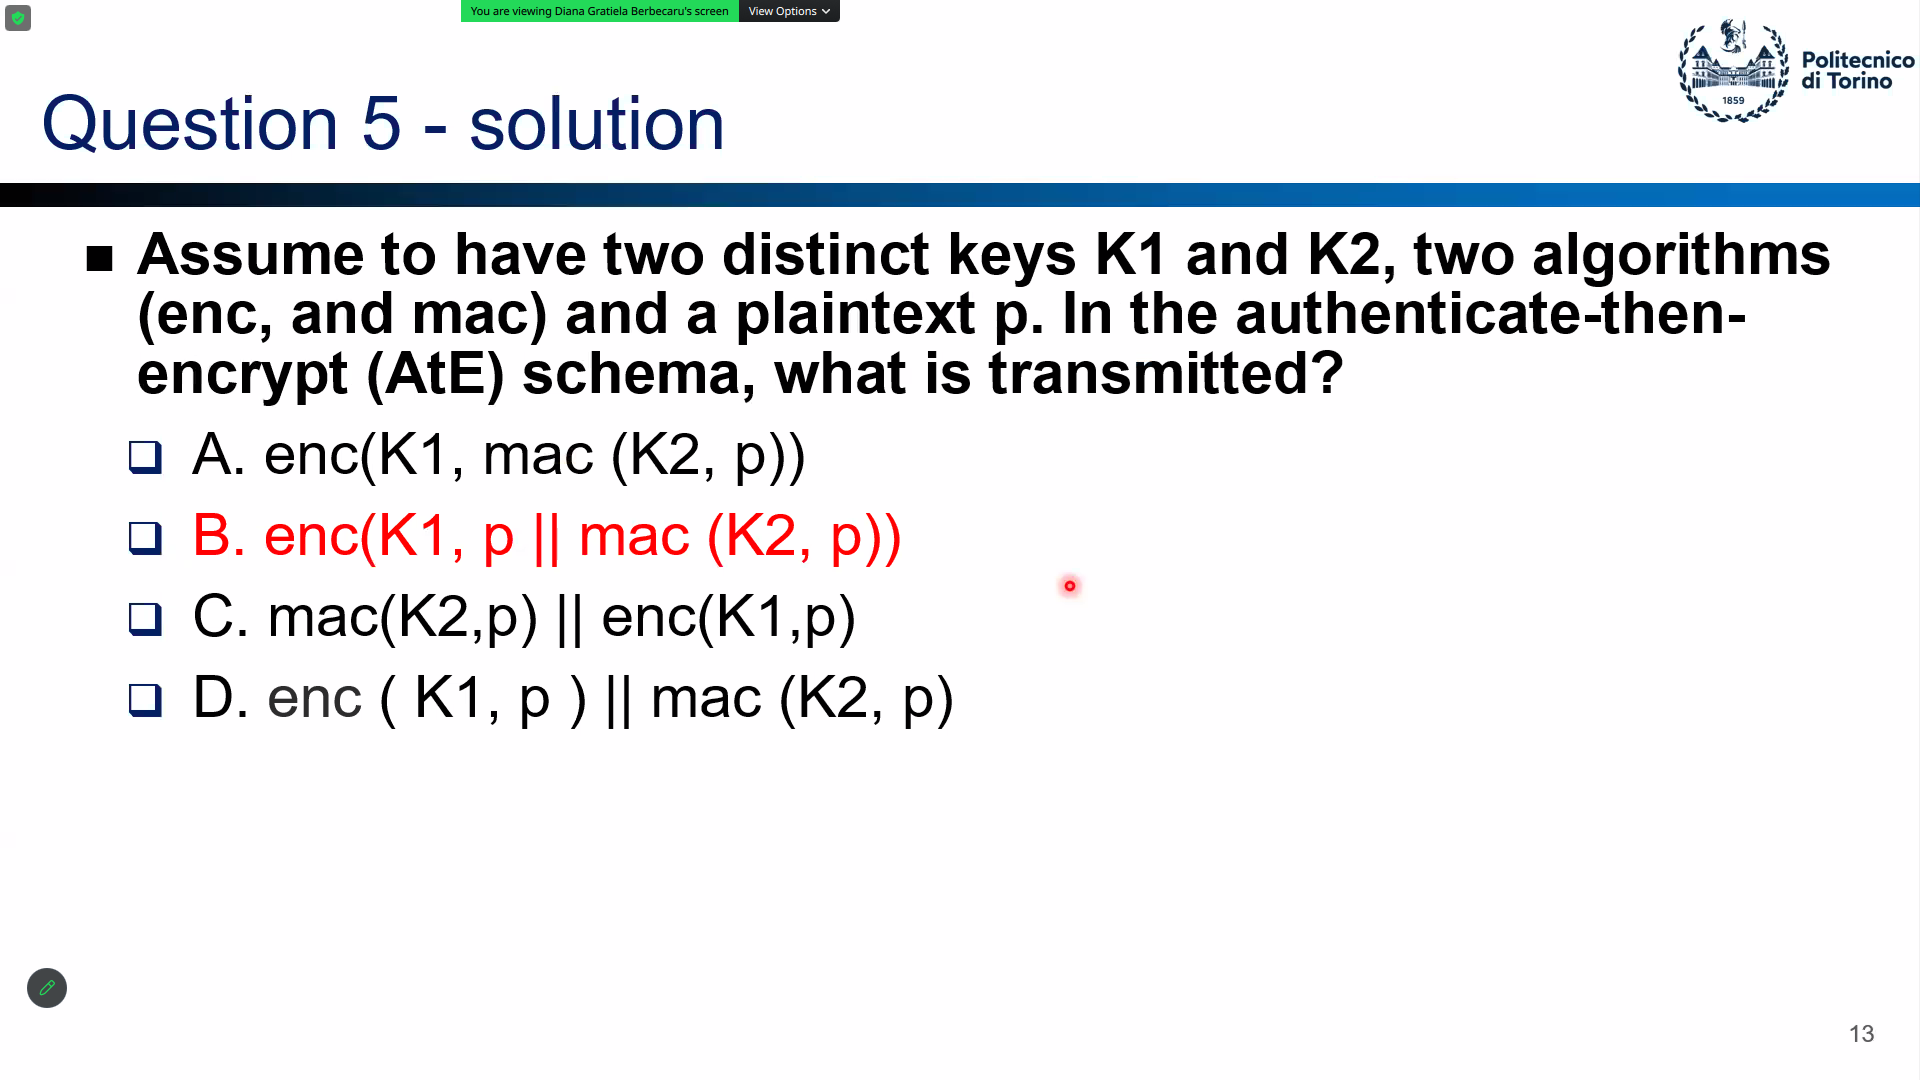 You are viewing Diana Gratiela Berbecaru's screen
View Options
Politecnico
di Torino
1859
Question 5 - solution
Assume to have two distinct keys K1 and K2, two algorithms
(enc, and mac) and a plaintext p. In the authenticate-then-
encrypt (AtE) schema, what is transmitted?
A. enc(K1, mac (K2, p))
B. enc(K1, p || mac (K2, p))
C. mac(K2,p) || enc(K1,p)
D. enc ( K1, p ) || mac (K2, p)
13